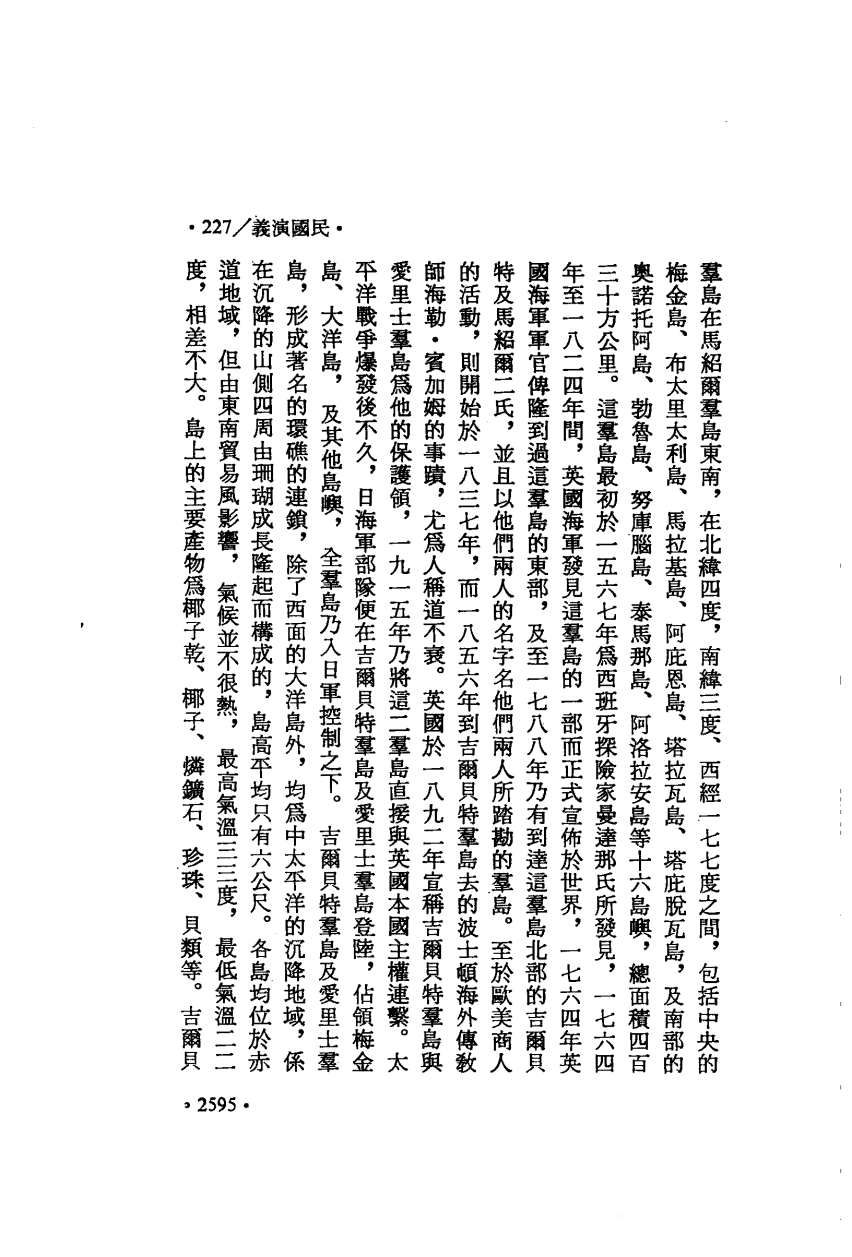 •227／義演國民•
羣島在馬紹爾羣島東南，在北緯四度，南緯三度、西經一七七度之間，包括中央的
梅金島、布太里太利島、馬拉基島、阿庇恩島、塔拉瓦島、塔庇脫瓦島，及南部的
奧諾托阿島、勃魯島、努庫腦島、泰馬那島、阿洛拉安島等十六島嶼，總面積四百
三十方公里。這羣島最初於一五六七年爲西班牙探險家曼達那氏所發見，一七六四
年至一八二四年間，英國海軍發見這羣島的一部而正式宣佈於世界，一七六四年英
國海軍軍官俾隆到過這羣島的東部，及至一七八八年乃有到達這羣島北部的吉爾貝
特及馬紹爾二氏，並且以他們兩人的名字名他們兩人所踏勘的羣島。至於歐美商人
的活動，則開始於一八三七年，而一八五六年到吉爾貝特羣島去的波士頓海外傳敎
師海勒・賓加姆的事蹟，尤爲人稱道不衰。英國於一八九二年宣稱吉爾貝特羣島與
愛里士羣島爲他的保護領，一九一五年乃將這二羣島直接與英國本國主權連繫。太
平洋戰爭爆發後不久，日海軍部隊便在吉爾貝特羣島及愛里士羣島登陸，佔領梅金
島、大洋島，及其他島嶼，全羣島乃入日軍控制之下。吉爾貝特羣島及愛里士羣
島，形成著名的環礁的連鎖，除了西面的大洋島外，均爲中太平洋的沉降地域，係
在沉降的山側四周由珊瑚成長隆起而構成的，島高平均只有六公尺。各島均位於赤
道地域，但由東南貿易風影響，氣候並不很熱，最高氣溫三三度，最低氣溫二二
度，相差不大。島上的主要產物爲椰子乾、椰子、燐鑛石、珍珠、貝類等。吉爾貝
•2595•